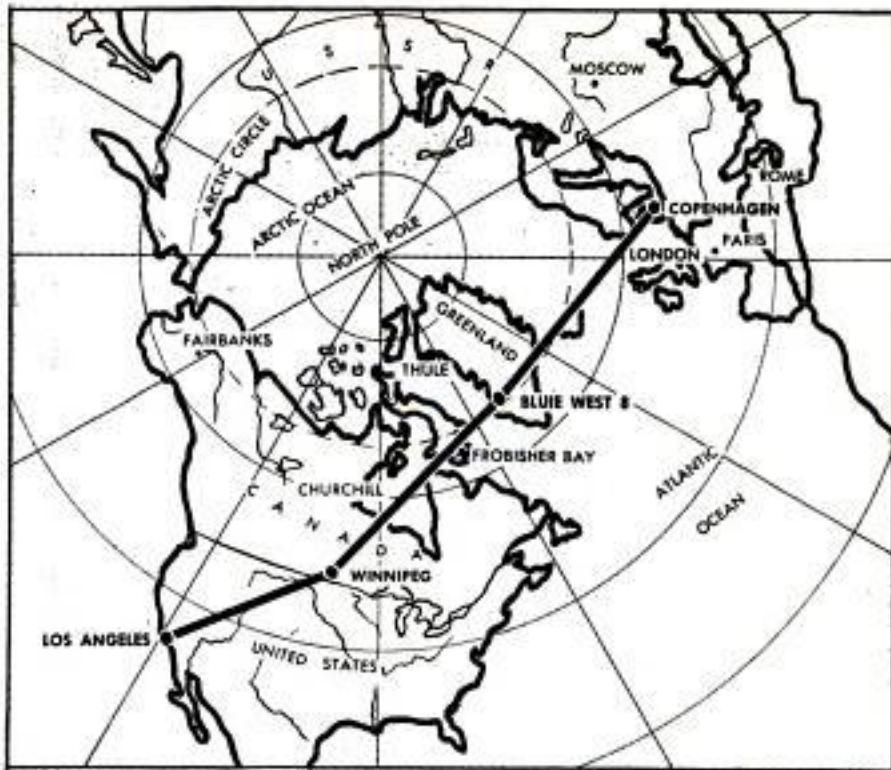 U S S R
MOSCOW
ARCTIC CIRCLE
ROME
ARCTIC OCEAN
COPENHAGEN
NORTH POLE
PARIS
LONDON
GREENLAND
FAIRBANKS
THULE
BLUIE WEST 8
FROBISHER BAY
ATLANTIC
OCEAN
CHURCHILL
CANADA
WINNIPEG
LOS ANGELES
UNITED STATES